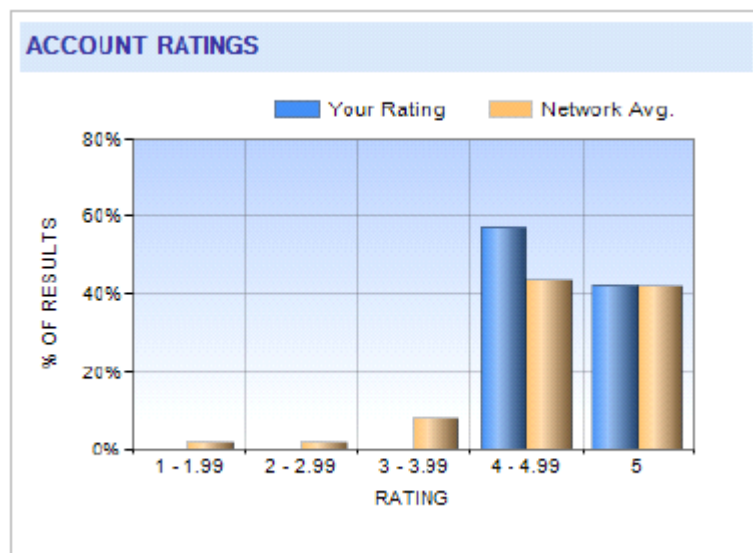 ACCOUNT RATINGS
Your Rating Network Avg.
80%
60%
40%
20%
0%
% OF RESULTS
1 - 1.99 2 - 2.99 3 - 3.99 4 - 4.99 5
RATING